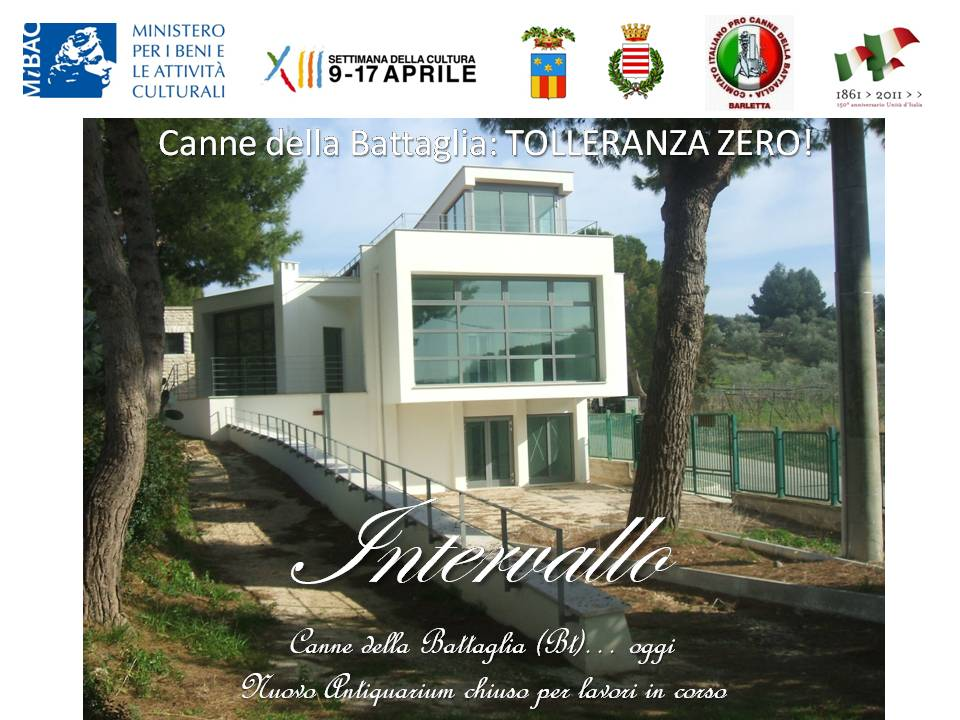 MiBAC
MINISTERO
PER I BENI E
LE ATTIVITÀ
CULTURALI
XIII
SETTIMANA DELLA CULTURA
9-17 APRILE
COMITATO ITALIANO PRO CANNE DELLA BATTAGLIA
BARLETTA
1861 > 2011 > >
150° anniversario Unità d'Italia
Canne della Battaglia: TOLLERANZA ZERO!
Intervallo
Canne della Battaglia (Bt)... oggi
Nuovo Antiquarium chiuso per lavori in corso